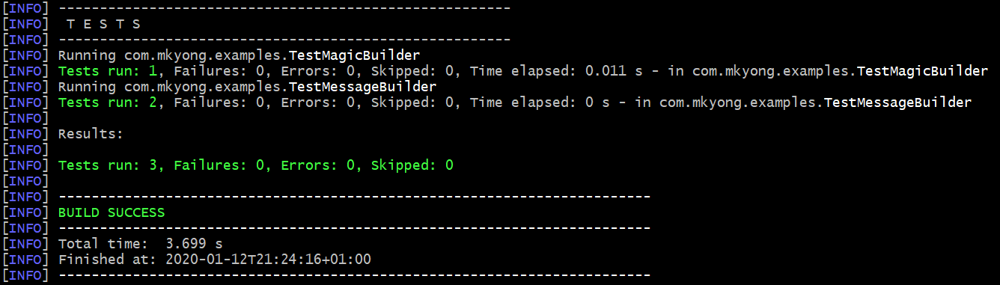 [INFO] -------------------------------------------------------
[INFO]  T E S T S
[INFO] -------------------------------------------------------
[INFO] Running com.mkyong.examples.TestMagicBuilder
[INFO] Tests run: 1, Failures: 0, Errors: 0, Skipped: 0, Time elapsed: 0.011 s - in com.mkyong.examples.TestMagicBuilder
[INFO] Running com.mkyong.examples.TestMessageBuilder
[INFO] Tests run: 2, Failures: 0, Errors: 0, Skipped: 0, Time elapsed: 0 s - in com.mkyong.examples.TestMessageBuilder
[INFO]
[INFO] Results:
[INFO]
[INFO] Tests run: 3, Failures: 0, Errors: 0, Skipped: 0
[INFO]
[INFO] ------------------------------------------------------------------------
[INFO] BUILD SUCCESS
[INFO] ------------------------------------------------------------------------
[INFO] Total time:  3.699 s
[INFO] Finished at: 2020-01-12T21:24:16+01:00
[INFO] ------------------------------------------------------------------------